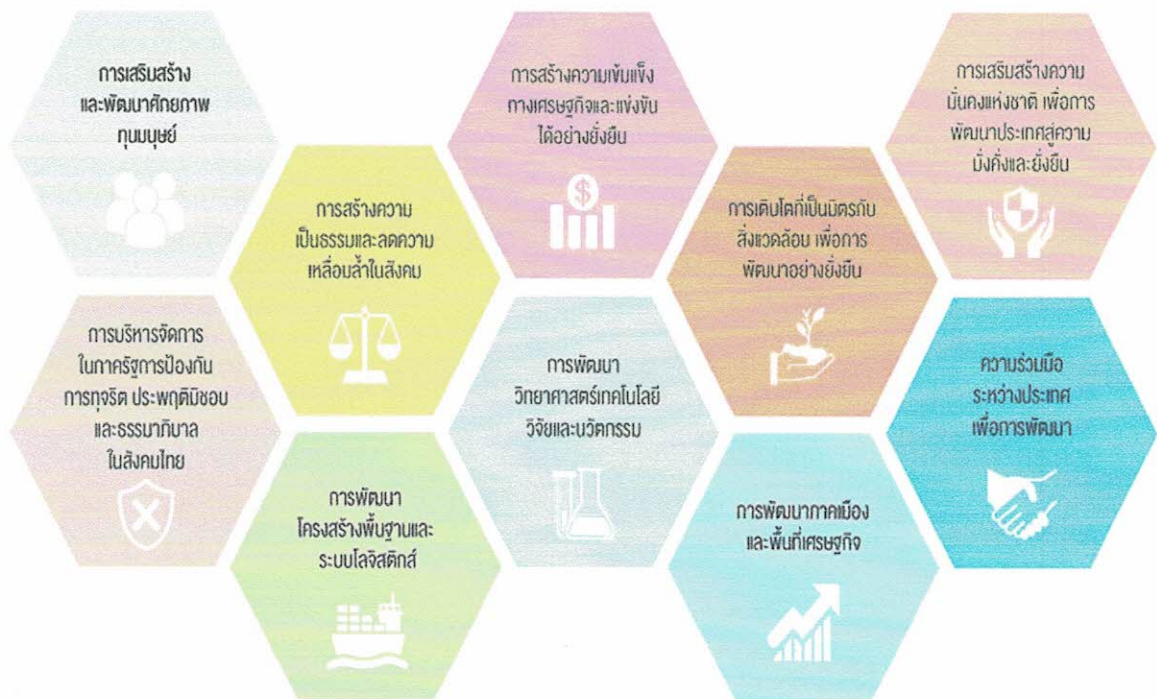 การเสริมสร้าง
และพัฒนาศักยภาพ
ทุนมนุษย์
การสร้างความ
เป็นธรรมและลดความ
เหลื่อมล้ำในสังคม
การสร้างความเข้มแข็ง
ทางเศรษฐกิจและแข่งขัน
ได้อย่างยั่งยืน
การเติบโตที่เป็นมิตรกับ
สิ่งแวดล้อม เพื่อการ
พัฒนาอย่างยั่งยืน
การเสริมสร้างความ
มั่นคงแห่งชาติ เพื่อการ
พัฒนาประเทศสู่ความ
มั่งคั่งและยั่งยืน
การบริหารจัดการ
ในภาครัฐการป้องกัน
การทุจริต ประพฤติมิชอบ
และธรรมาภิบาล
ในสังคมไทย
การพัฒนา
โครงสร้างพื้นฐานและ
ระบบโลจิสติกส์
การพัฒนา
วิทยาศาสตร์เทคโนโลยี
วิจัยและนวัตกรรม
การพัฒนาภาคเมือง
และพื้นที่เศรษฐกิจ
ความร่วมมือ
ระหว่างประเทศ
เพื่อการพัฒนา